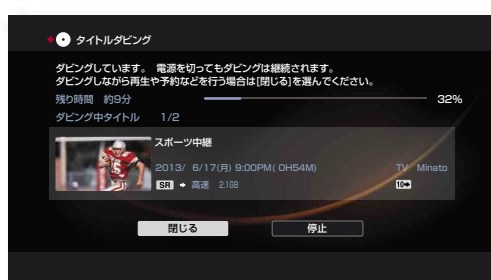 タイトルダビング
ダビングしています。 電源を切ってもダビングは継続されます。
ダビングしながら再生や予約などを行う場合は[閉じる]を選んでください。
残り時間 約9分 32%
ダビング中タイトル 1/2
スポーツ中継
2013/ 6/17(月) 9:00PM( 0H54M) TV Minato
SR ➔ 高速 2.1GB 10➔
閉じる 停止